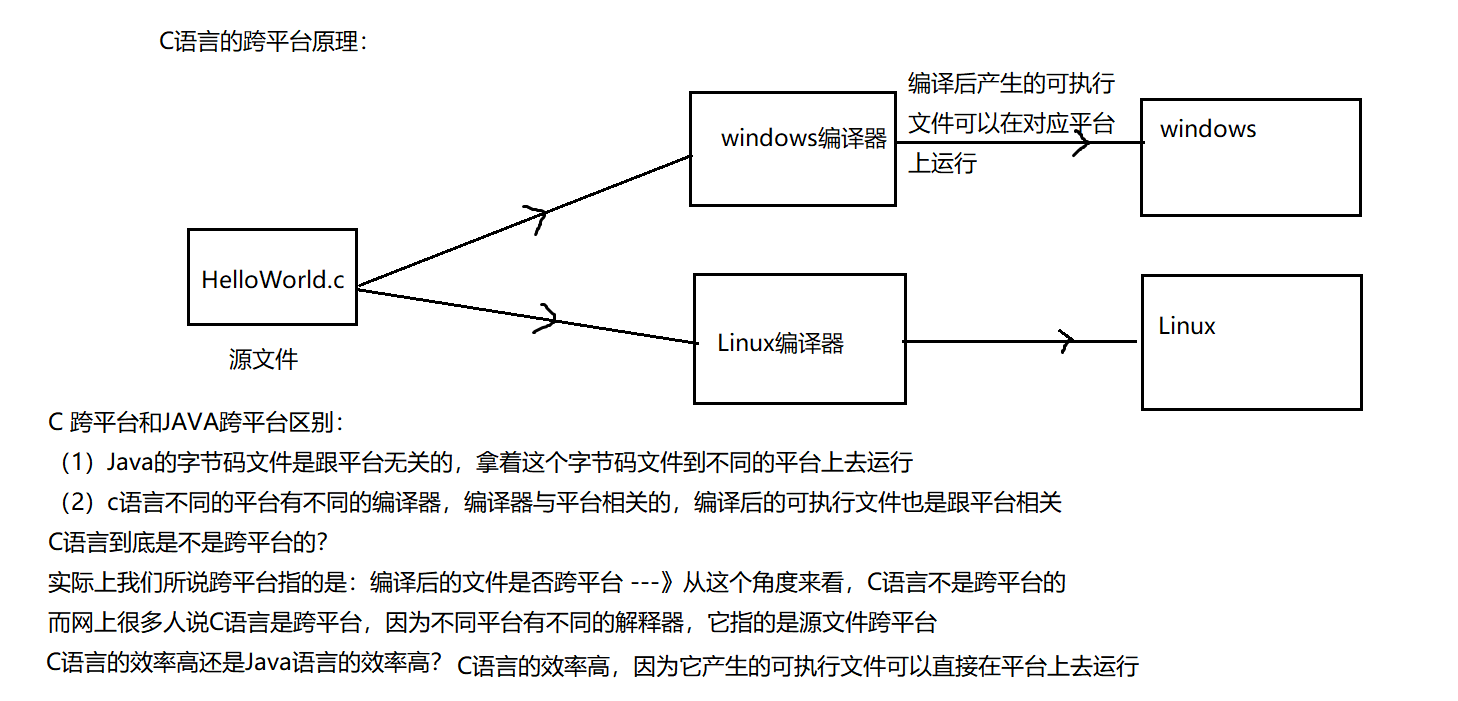 C语言的跨平台原理：
编译后产生的可执行
文件可以在对应平台
上运行
windows编译器
windows
HelloWorld.c
源文件
Linux编译器
Linux
C 跨平台和JAVA跨平台区别：
（1）Java的字节码文件是跟平台无关的，拿着这个字节码文件到不同的平台上去运行
（2）c语言不同的平台有不同的编译器，编译器与平台相关的，编译后的可执行文件也是跟平台相关
C语言到底是不是跨平台的？
实际上我们所说跨平台指的是：编译后的文件是否跨平台 ---》从这个角度来看，C语言不是跨平台的
而网上很多人说C语言是跨平台，因为不同平台有不同的解释器，它指的是源文件跨平台
C语言的效率高还是Java语言的效率高？ C语言的效率高，因为它产生的可执行文件可以直接在平台上去运行